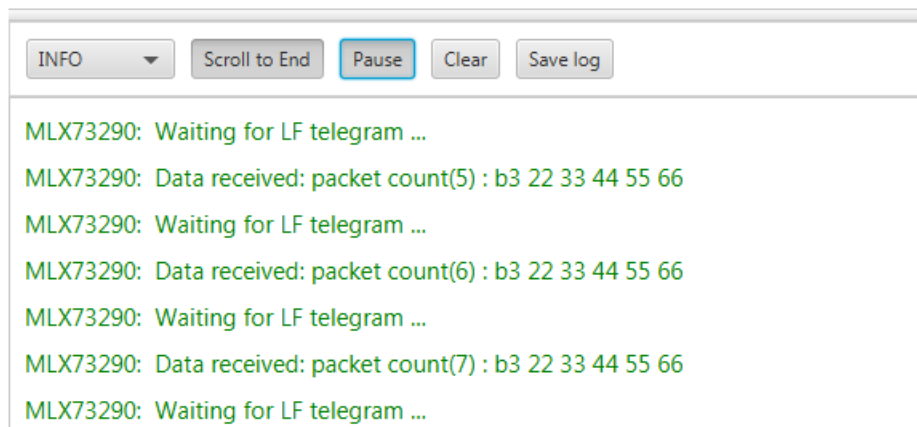 INFO Scroll to End Pause Clear Save log
MLX73290: Waiting for LF telegram ...
MLX73290: Data received: packet count(5) : b3 22 33 44 55 66
MLX73290: Waiting for LF telegram ...
MLX73290: Data received: packet count(6) : b3 22 33 44 55 66
MLX73290: Waiting for LF telegram ...
MLX73290: Data received: packet count(7) : b3 22 33 44 55 66
MLX73290: Waiting for LF telegram ...